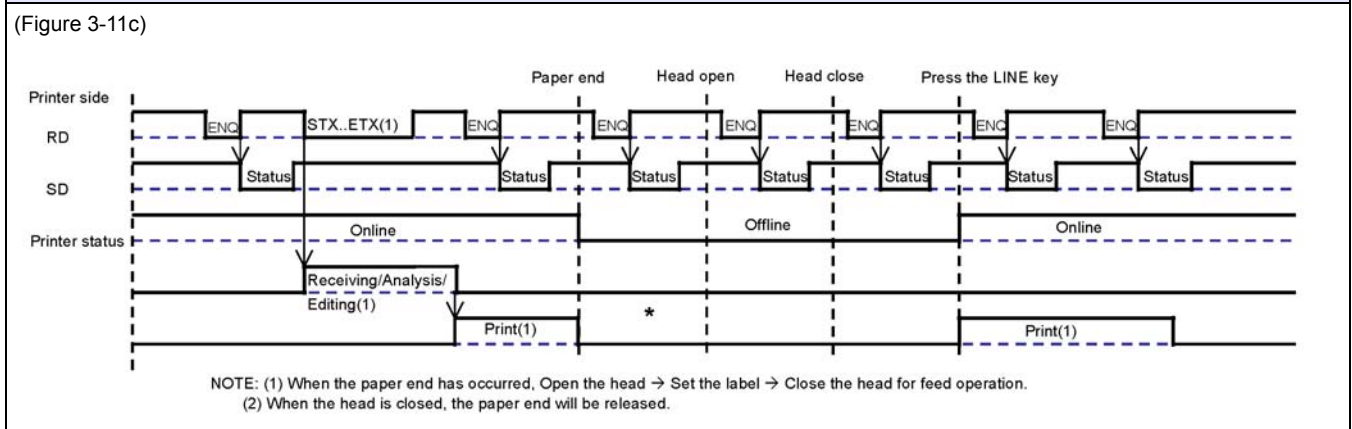 (Figure 3-11c)
Paper end Head open Head close Press the LINE key
Printer side
ENQ STX..ETX(1) ENQ ENQ ENQ ENQ ENQ ENQ
RD
Status Status Status Status Status Status Status
SD
Online Offline Online
Printer status
Receiving/Analysis/
Editing(1)
*
Print(1) Print(1)
NOTE: (1) When the paper end has occurred, Open the head → Set the label → Close the head for feed operation.
(2) When the head is closed, the paper end will be released.